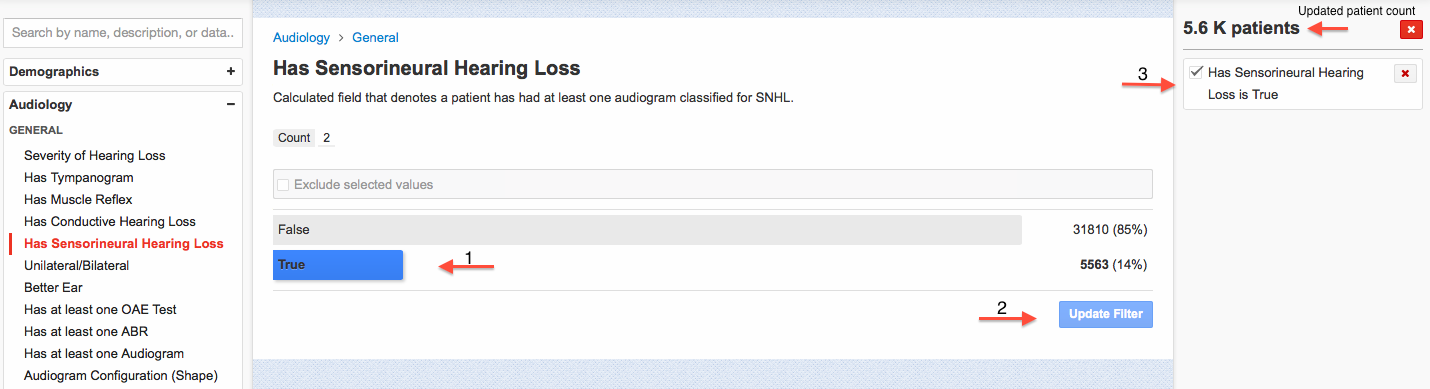 Search by name, description, or data..
Demographics +
Audiology −
GENERAL
Severity of Hearing Loss
Has Tympanogram
Has Muscle Reflex
Has Conductive Hearing Loss
Has Sensorineural Hearing Loss
Unilateral/Bilateral
Better Ear
Has at least one OAE Test
Has at least one ABR
Has at least one Audiogram
Audiogram Configuration (Shape)
Audiology > General
Has Sensorineural Hearing Loss
Calculated field that denotes a patient has had at least one audiogram classified for SNHL.
Count 2
Exclude selected values
False 31810 (85%)
True 1 5563 (14%)
2 Update Filter
Updated patient count
5.6 K patients
3 Has Sensorineural Hearing
Loss is True